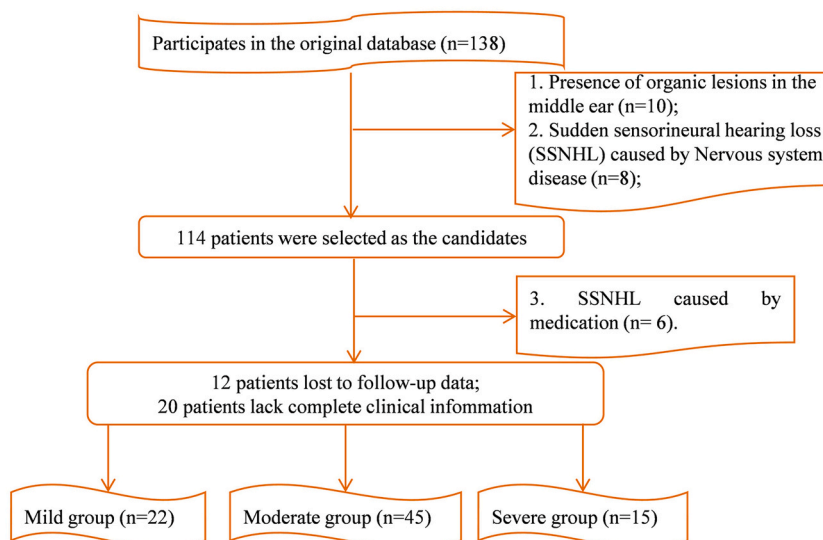 Participates in the original database (n=138)
1. Presence of organic lesions in the
middle ear (n=10);
2. Sudden sensorineural hearing loss
(SSNHL) caused by Nervous system
disease (n=8);
114 patients were selected as the candidates
3. SSNHL caused by
medication (n= 6).
12 patients lost to follow-up data;
20 patients lack complete clinical infommation
Mild group (n=22)
Moderate group (n=45)
Severe group (n=15)